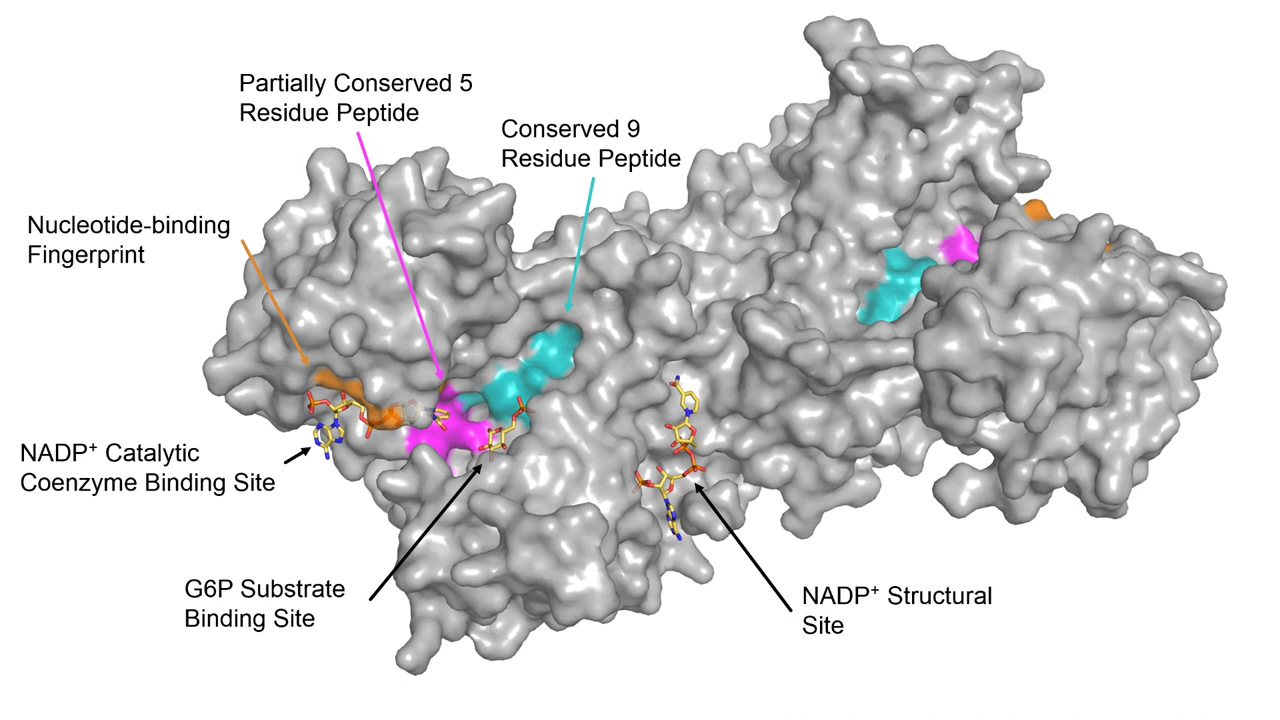 Partially Conserved 5
Residue Peptide
Conserved 9
Residue Peptide
Nucleotide-binding
Fingerprint
NADP⁺ Catalytic
Coenzyme Binding Site
G6P Substrate
Binding Site
NADP⁺ Structural
Site